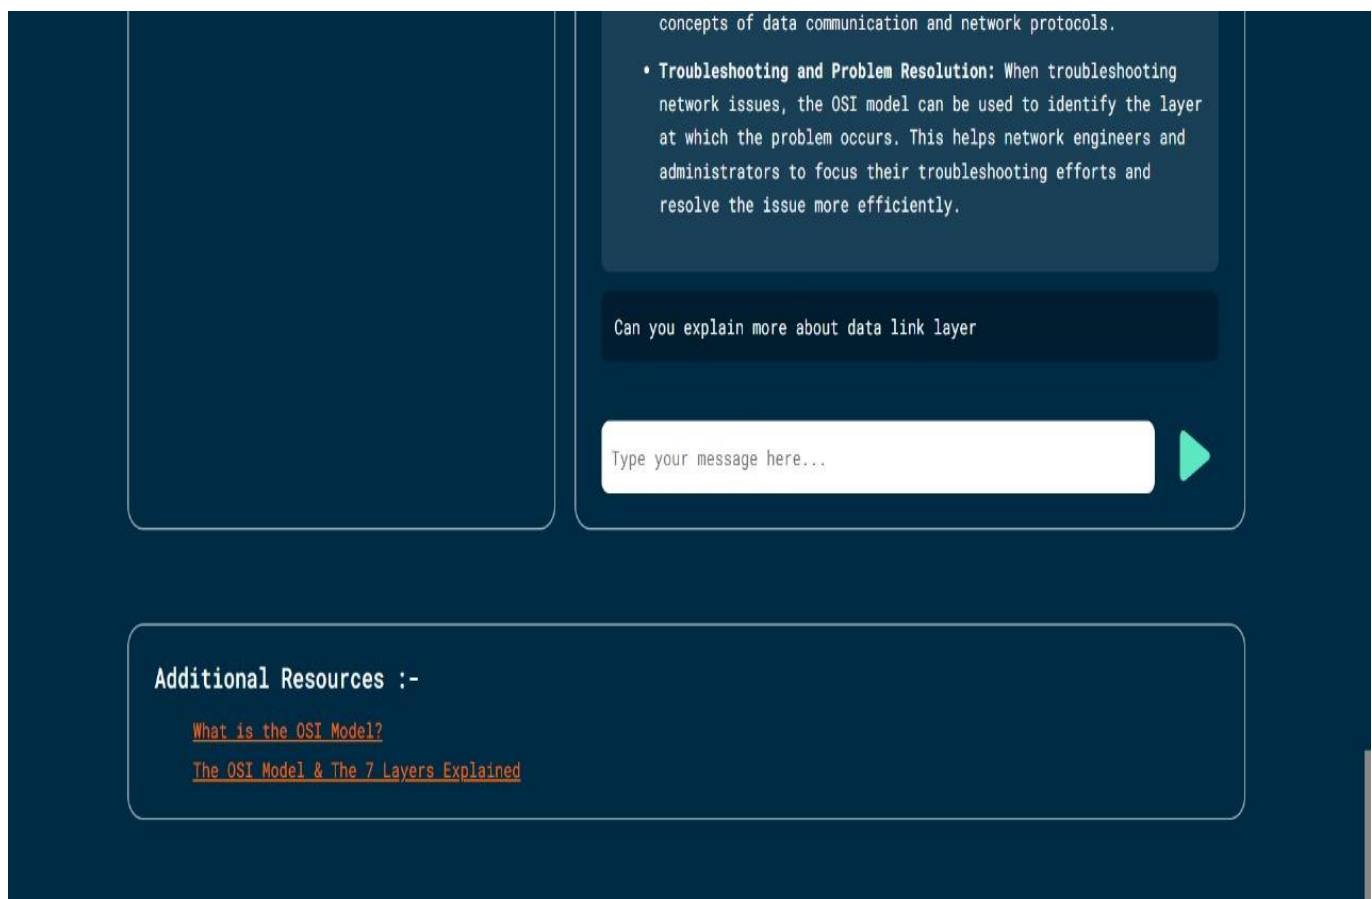 concepts of data communication and network protocols.
• Troubleshooting and Problem Resolution: When troubleshooting
network issues, the OSI model can be used to identify the layer
at which the problem occurs. This helps network engineers and
administrators to focus their troubleshooting efforts and
resolve the issue more efficiently.
Can you explain more about data link layer
Type your message here...
Additional Resources :-
What is the OSI Model?
The OSI Model & The 7 Layers Explained